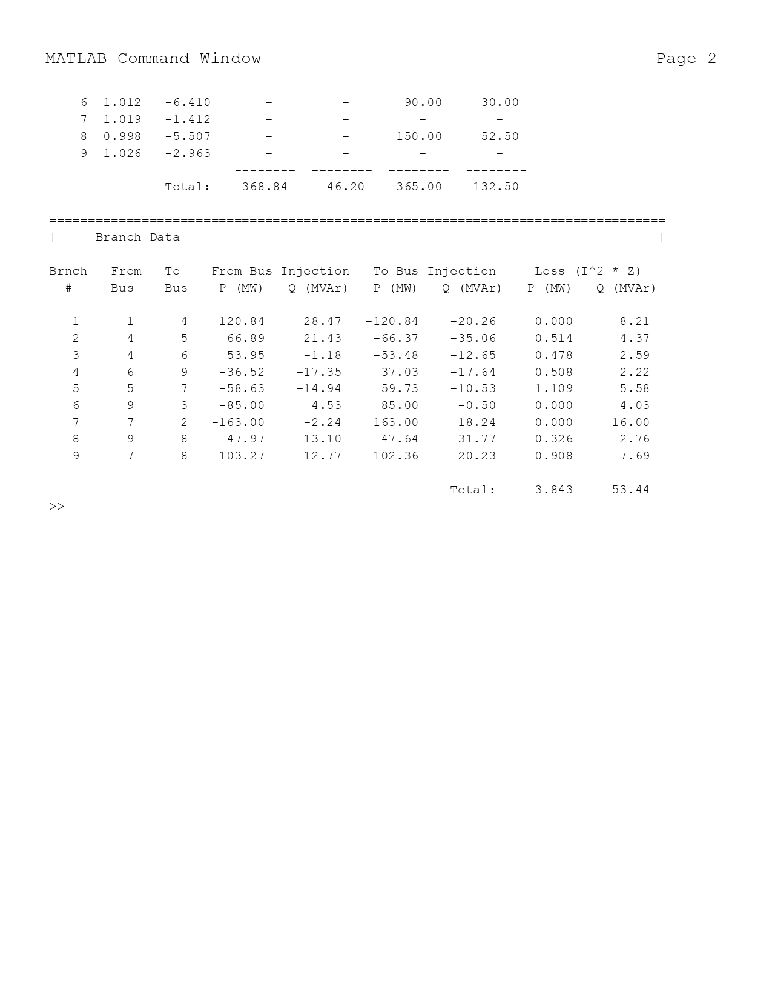 MATLAB Command Window Page 2
6 1.012 -6.410 - - 90.00 30.00
7 1.019 -1.412 - - - -
8 0.998 -5.507 - - 150.00 52.50
9 1.026 -2.963 - - - -
-------- -------- -------- --------
Total: 368.84 46.20 365.00 132.50
================================================================================
| Branch Data |
================================================================================
Brnch From To From Bus Injection To Bus Injection Loss (I^2 * Z)
# Bus Bus P (MW) Q (MVAr) P (MW) Q (MVAr) P (MW) Q (MVAr)
----- ----- ----- -------- -------- -------- -------- -------- --------
1 1 4 120.84 28.47 -120.84 -20.26 0.000 8.21
2 4 5 66.89 21.43 -66.37 -35.06 0.514 4.37
3 4 6 53.95 -1.18 -53.48 -12.65 0.478 2.59
4 6 9 -36.52 -17.35 37.03 -17.64 0.508 2.22
5 5 7 -58.63 -14.94 59.73 -10.53 1.109 5.58
6 9 3 -85.00 4.53 85.00 -0.50 0.000 4.03
7 7 2 -163.00 -2.24 163.00 18.24 0.000 16.00
8 9 8 47.97 13.10 -47.64 -31.77 0.326 2.76
9 7 8 103.27 12.77 -102.36 -20.23 0.908 7.69
-------- --------
Total: 3.843 53.44
>>